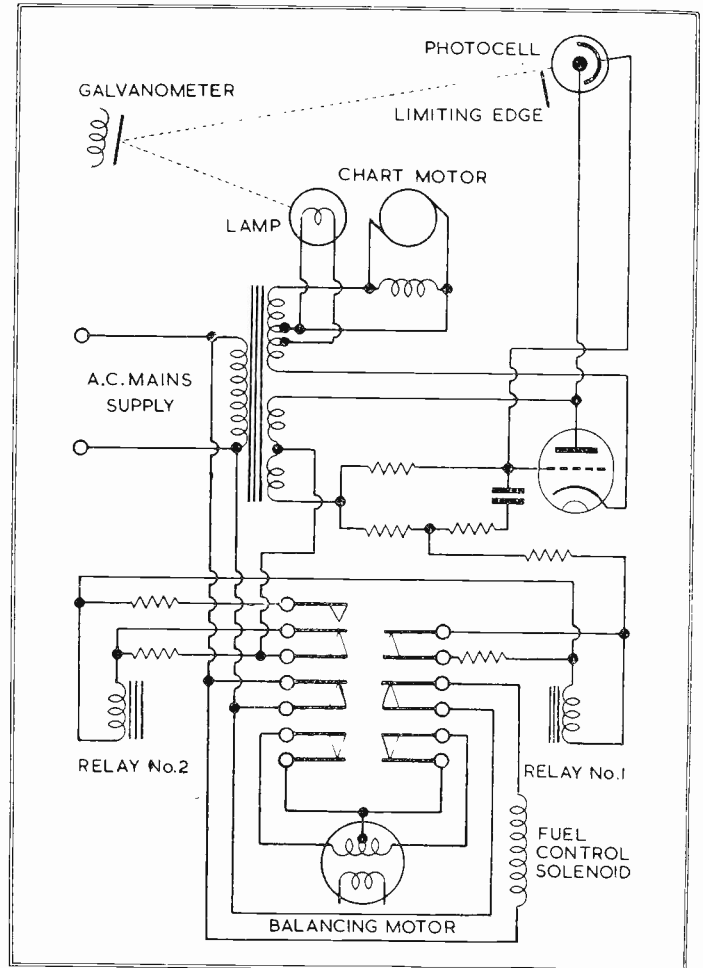 PHOTOCELL
GALVANOMETER
LIMITING EDGE
CHART MOTOR
LAMP
A.C. MAINS
SUPPLY
RELAY No.2
RELAY No.1
FUEL
CONTROL
SOLENOID
BALANCING MOTOR